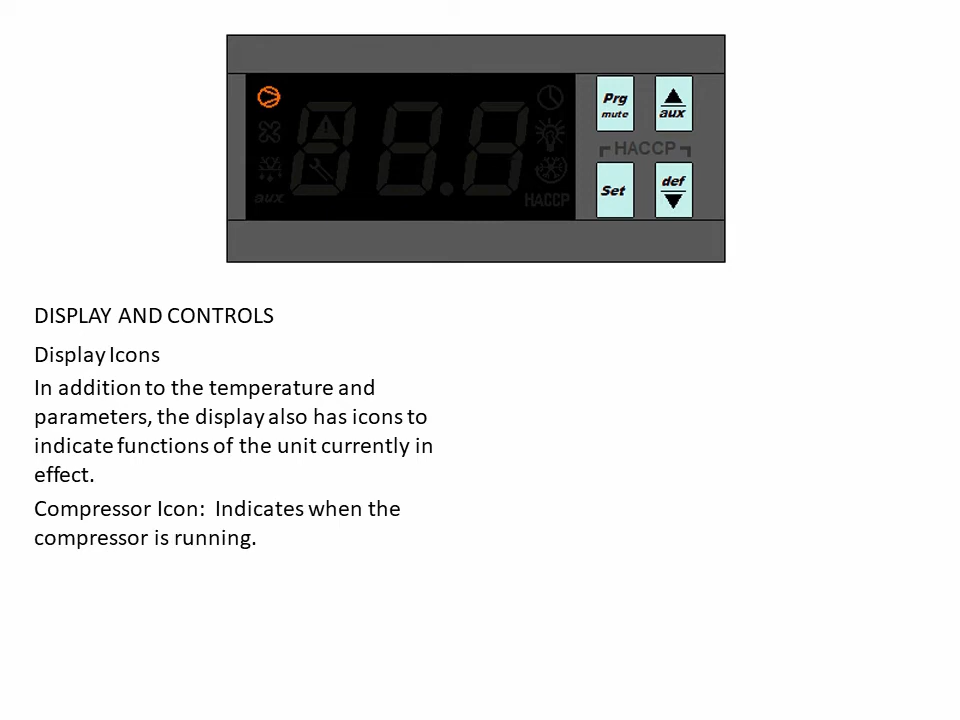 Prg
mute
aux
HACCP
Set
def
aux
HACCP
DISPLAY AND CONTROLS
Display Icons
In addition to the temperature and
parameters, the display also has icons to
indicate functions of the unit currently in
effect.
Compressor Icon:  Indicates when the
compressor is running.